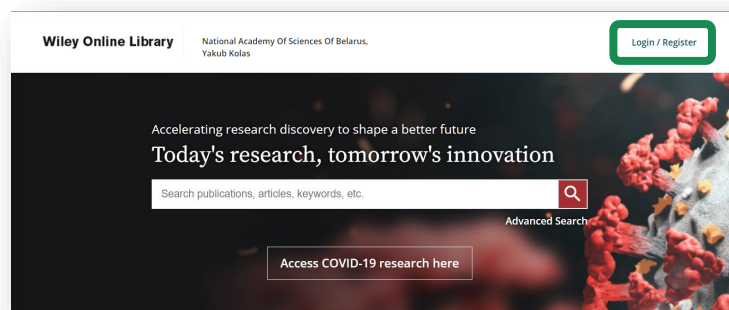 Wiley Online Library
National Academy Of Sciences Of Belarus,
Yakub Kolas
Login / Register
Accelerating research discovery to shape a better future
Today's research, tomorrow's innovation
Search publications, articles, keywords, etc.
Advanced Search
Access COVID-19 research here